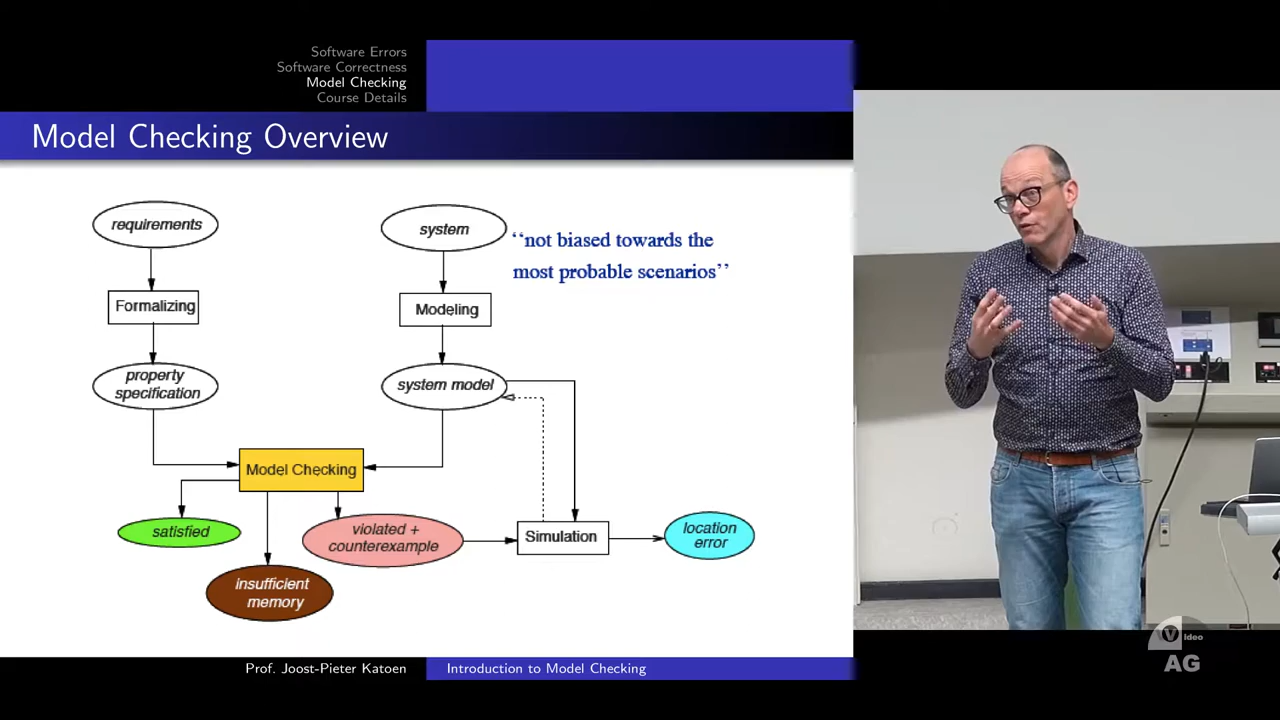 Software Errors
Software Correctness
Model Checking
Course Details
Model Checking Overview
requirements
system
‘‘not biased towards the
most probable scenarios’’
Formalizing
Modeling
property
specification
system model
Model Checking
satisfied
violated +
counterexample
Simulation
location
error
insufficient
memory
Prof. Joost-Pieter Katoen
Introduction to Model Checking
Video
AG